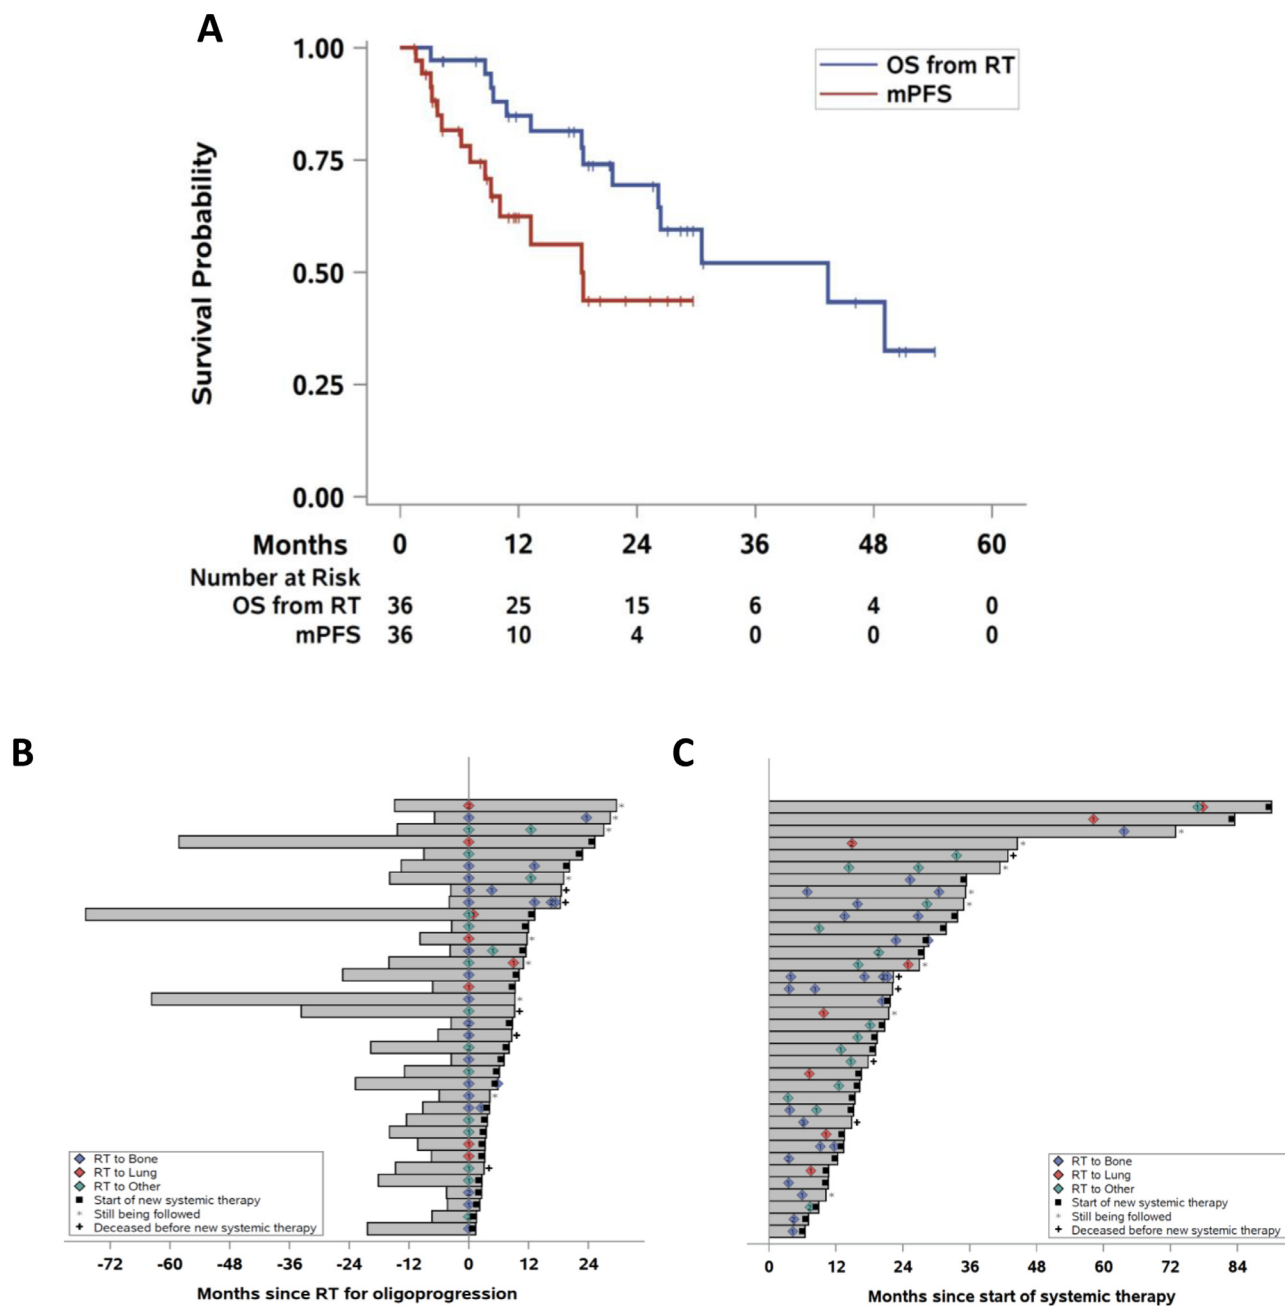 A
1.00
0.75
0.50
0.25
0.00
Survival Probability
OS from RT
mPFS
Months 0 12 24 36 48 60
Number at Risk
OS from RT 36 25 15 6 4 0
mPFS 36 10 4 0 0 0
B
RT to Bone
RT to Lung
RT to Other
Start of new systemic therapy
* Still being followed
+ Deceased before new systemic therapy
-72 -60 -48 -36 -24 -12 0 12 24
Months since RT for oligoprogression
C
RT to Bone
RT to Lung
RT to Other
Start of new systemic therapy
* Still being followed
+ Deceased before new systemic therapy
0 12 24 36 48 60 72 84
Months since start of systemic therapy